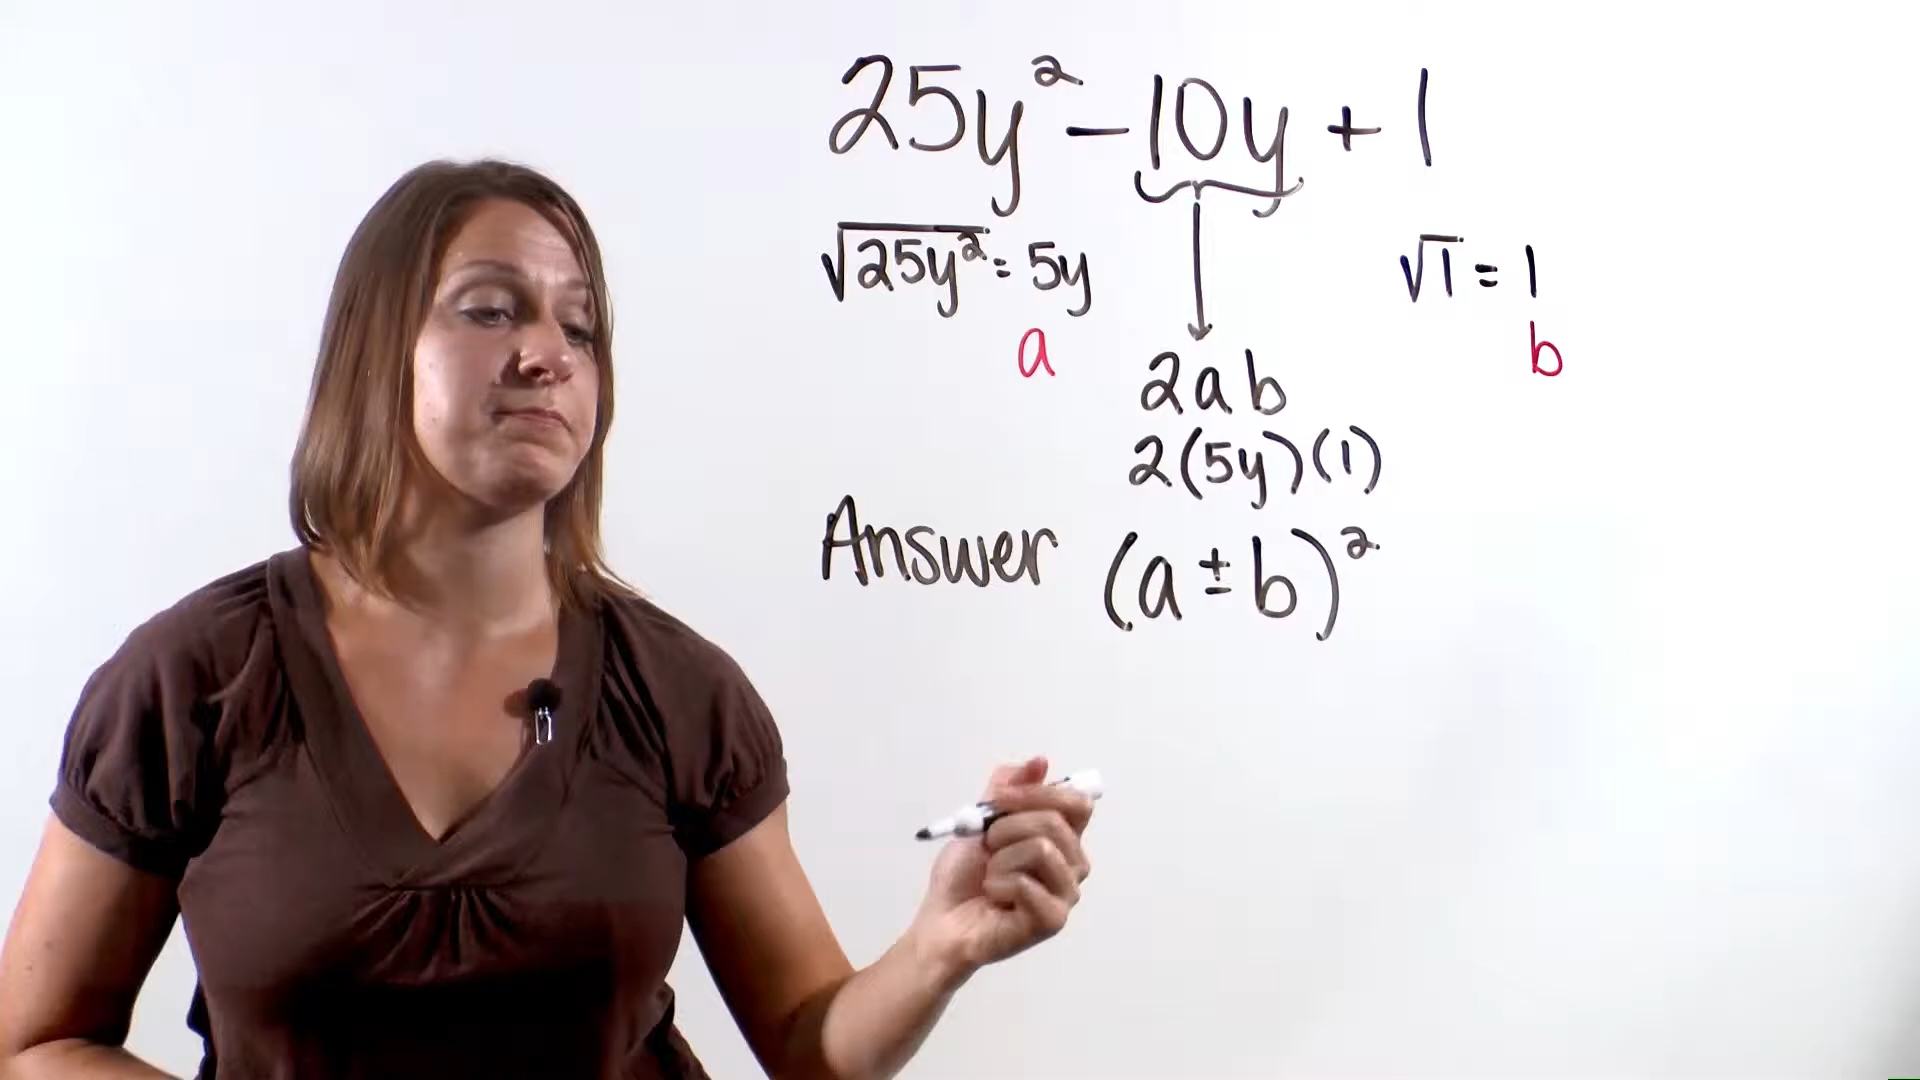 25y² - 10y + 1
√25y² = 5y √1 = 1
a b
2ab
2(5y)(1)
Answer (a ± b)²